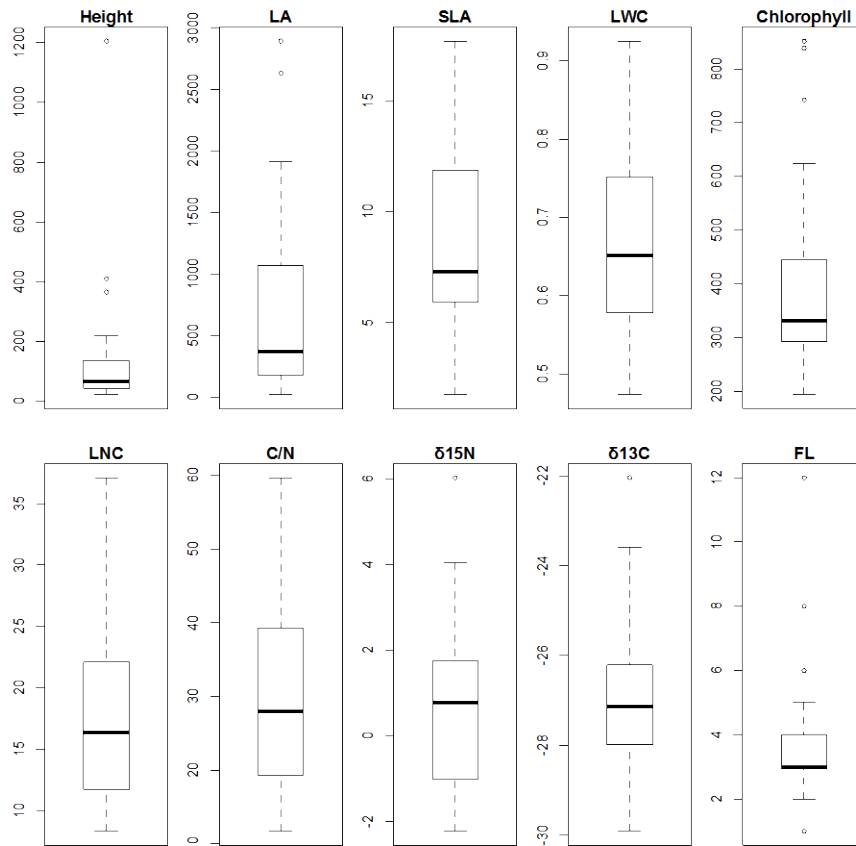 Height LA SLA LWC Chlorophyll
0 200 400 600 800 1000 1200
0 500 1000 1500 2000 2500 3000
5 10 15
0.5 0.6 0.7 0.8 0.9
200 300 400 500 600 700 800
LNC C/N δ15N δ13C FL
10 15 20 25 30 35
0 20 30 40 50 60
-2 0 2 4 6
-30 -28 -26 -24 -22
2 4 6 8 10 12